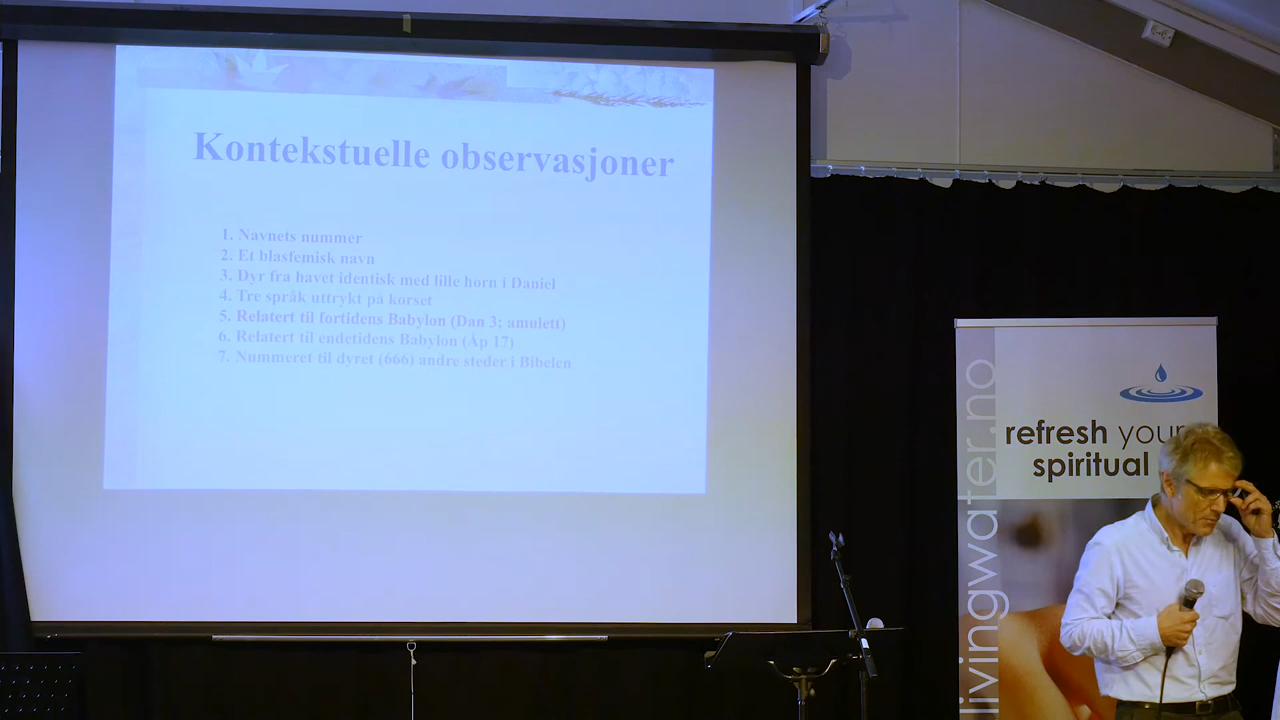 Kontekstuelle observasjoner
1. Navnets nummer
2. Et blasfemisk navn
3. Dyr fra havet identisk med lille horn i Daniel
4. Tre språk uttrykt på korset
5. Relatert til fortidens Babylon (Dan 3; amulett)
6. Relatert til endetidens Babylon (Åp 17)
7. Nummeret til dyret (666) andre steder i Bibelen
livingwater.no
refresh your
spiritual